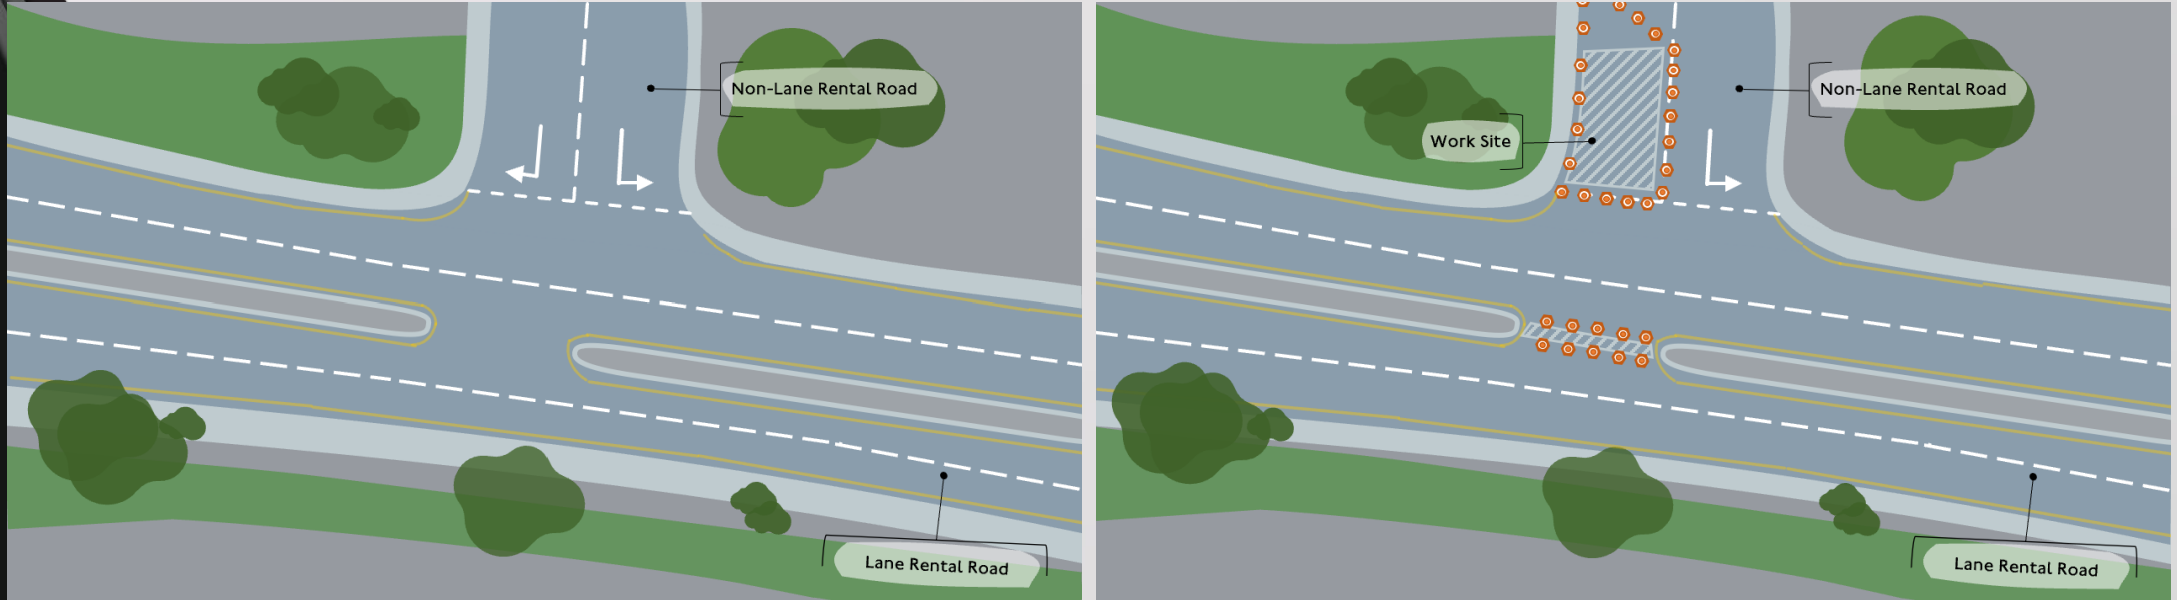 Non-Lane Rental Road
Lane Rental Road
Non-Lane Rental Road
Work Site
Lane Rental Road